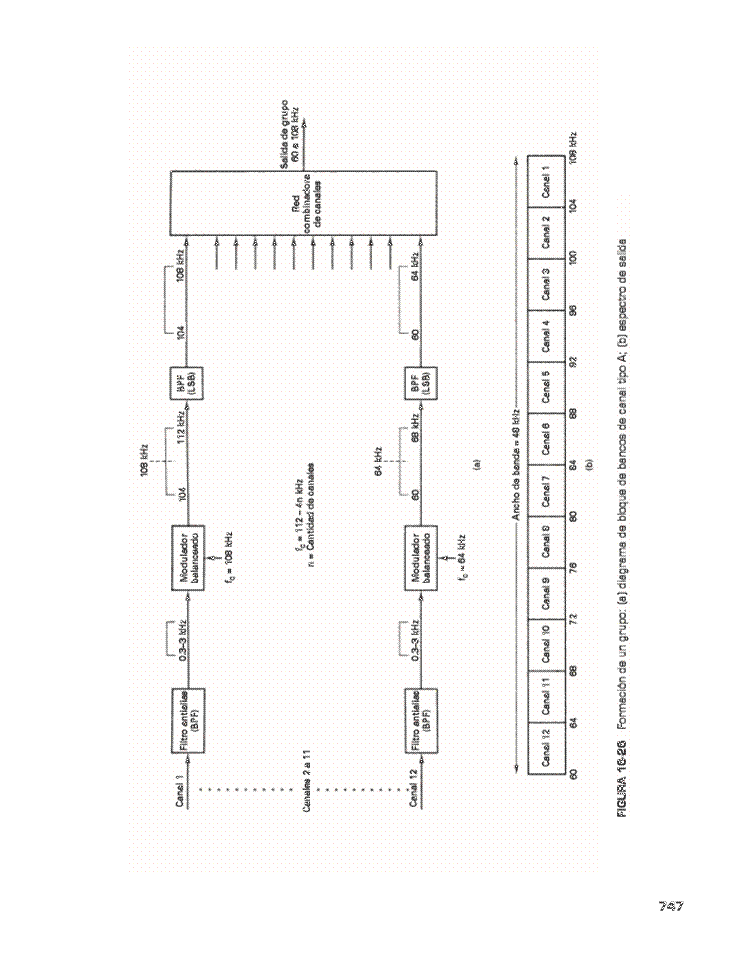 Canal 1
Filtro antialias
(BPF)
0.3–3 kHz
Modulador
balanceado
fc = 108 kHz
108 kHz
104
112 kHz
BPF
(LSB)
104
108 kHz
Red
combinadora
de canales
Salida de grupo
60 a 108 kHz
Canales 2 a 11
fc = 112 – 4n kHz
n = Cantidad de canales
Canal 12
Filtro antialias
(BPF)
0.3–3 kHz
Modulador
balanceado
fc = 64 kHz
64 kHz
60
68 kHz
BPF
(LSB)
60
64 kHz
(a)
Ancho de banda = 48 kHz
Canal 12 Canal 11 Canal 10 Canal 9 Canal 8 Canal 7 Canal 6 Canal 5 Canal 4 Canal 3 Canal 2 Canal 1
60 64 68 72 76 80 84 88 92 96 100 104 108 kHz
(b)
FIGURA 16-26 Formación de un grupo: (a) diagrama de bloque de bancos de canal tipo A; (b) espectro de salida
747